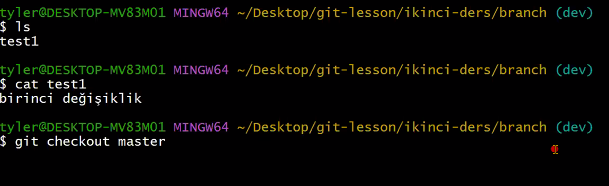 tyler@DESKTOP-MV83M01 MINGW64 ~/Desktop/git-lesson/ikinci-ders/branch (dev)
$ ls
test1
tyler@DESKTOP-MV83M01 MINGW64 ~/Desktop/git-lesson/ikinci-ders/branch (dev)
$ cat test1
birinci değişiklik
tyler@DESKTOP-MV83M01 MINGW64 ~/Desktop/git-lesson/ikinci-ders/branch (dev)
$ git checkout master